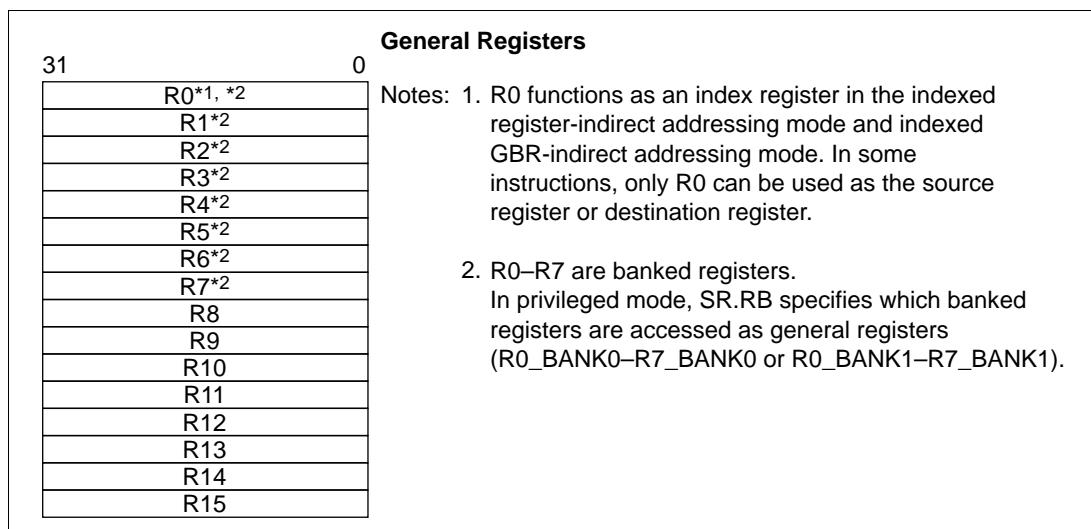 General Registers
31 0
R0*1, *2
R1*2
R2*2
R3*2
R4*2
R5*2
R6*2
R7*2
R8
R9
R10
R11
R12
R13
R14
R15
Notes: 1. R0 functions as an index register in the indexed
register-indirect addressing mode and indexed
GBR-indirect addressing mode. In some
instructions, only R0 can be used as the source
register or destination register.
2. R0–R7 are banked registers.
In privileged mode, SR.RB specifies which banked
registers are accessed as general registers
(R0_BANK0–R7_BANK0 or R0_BANK1–R7_BANK1).